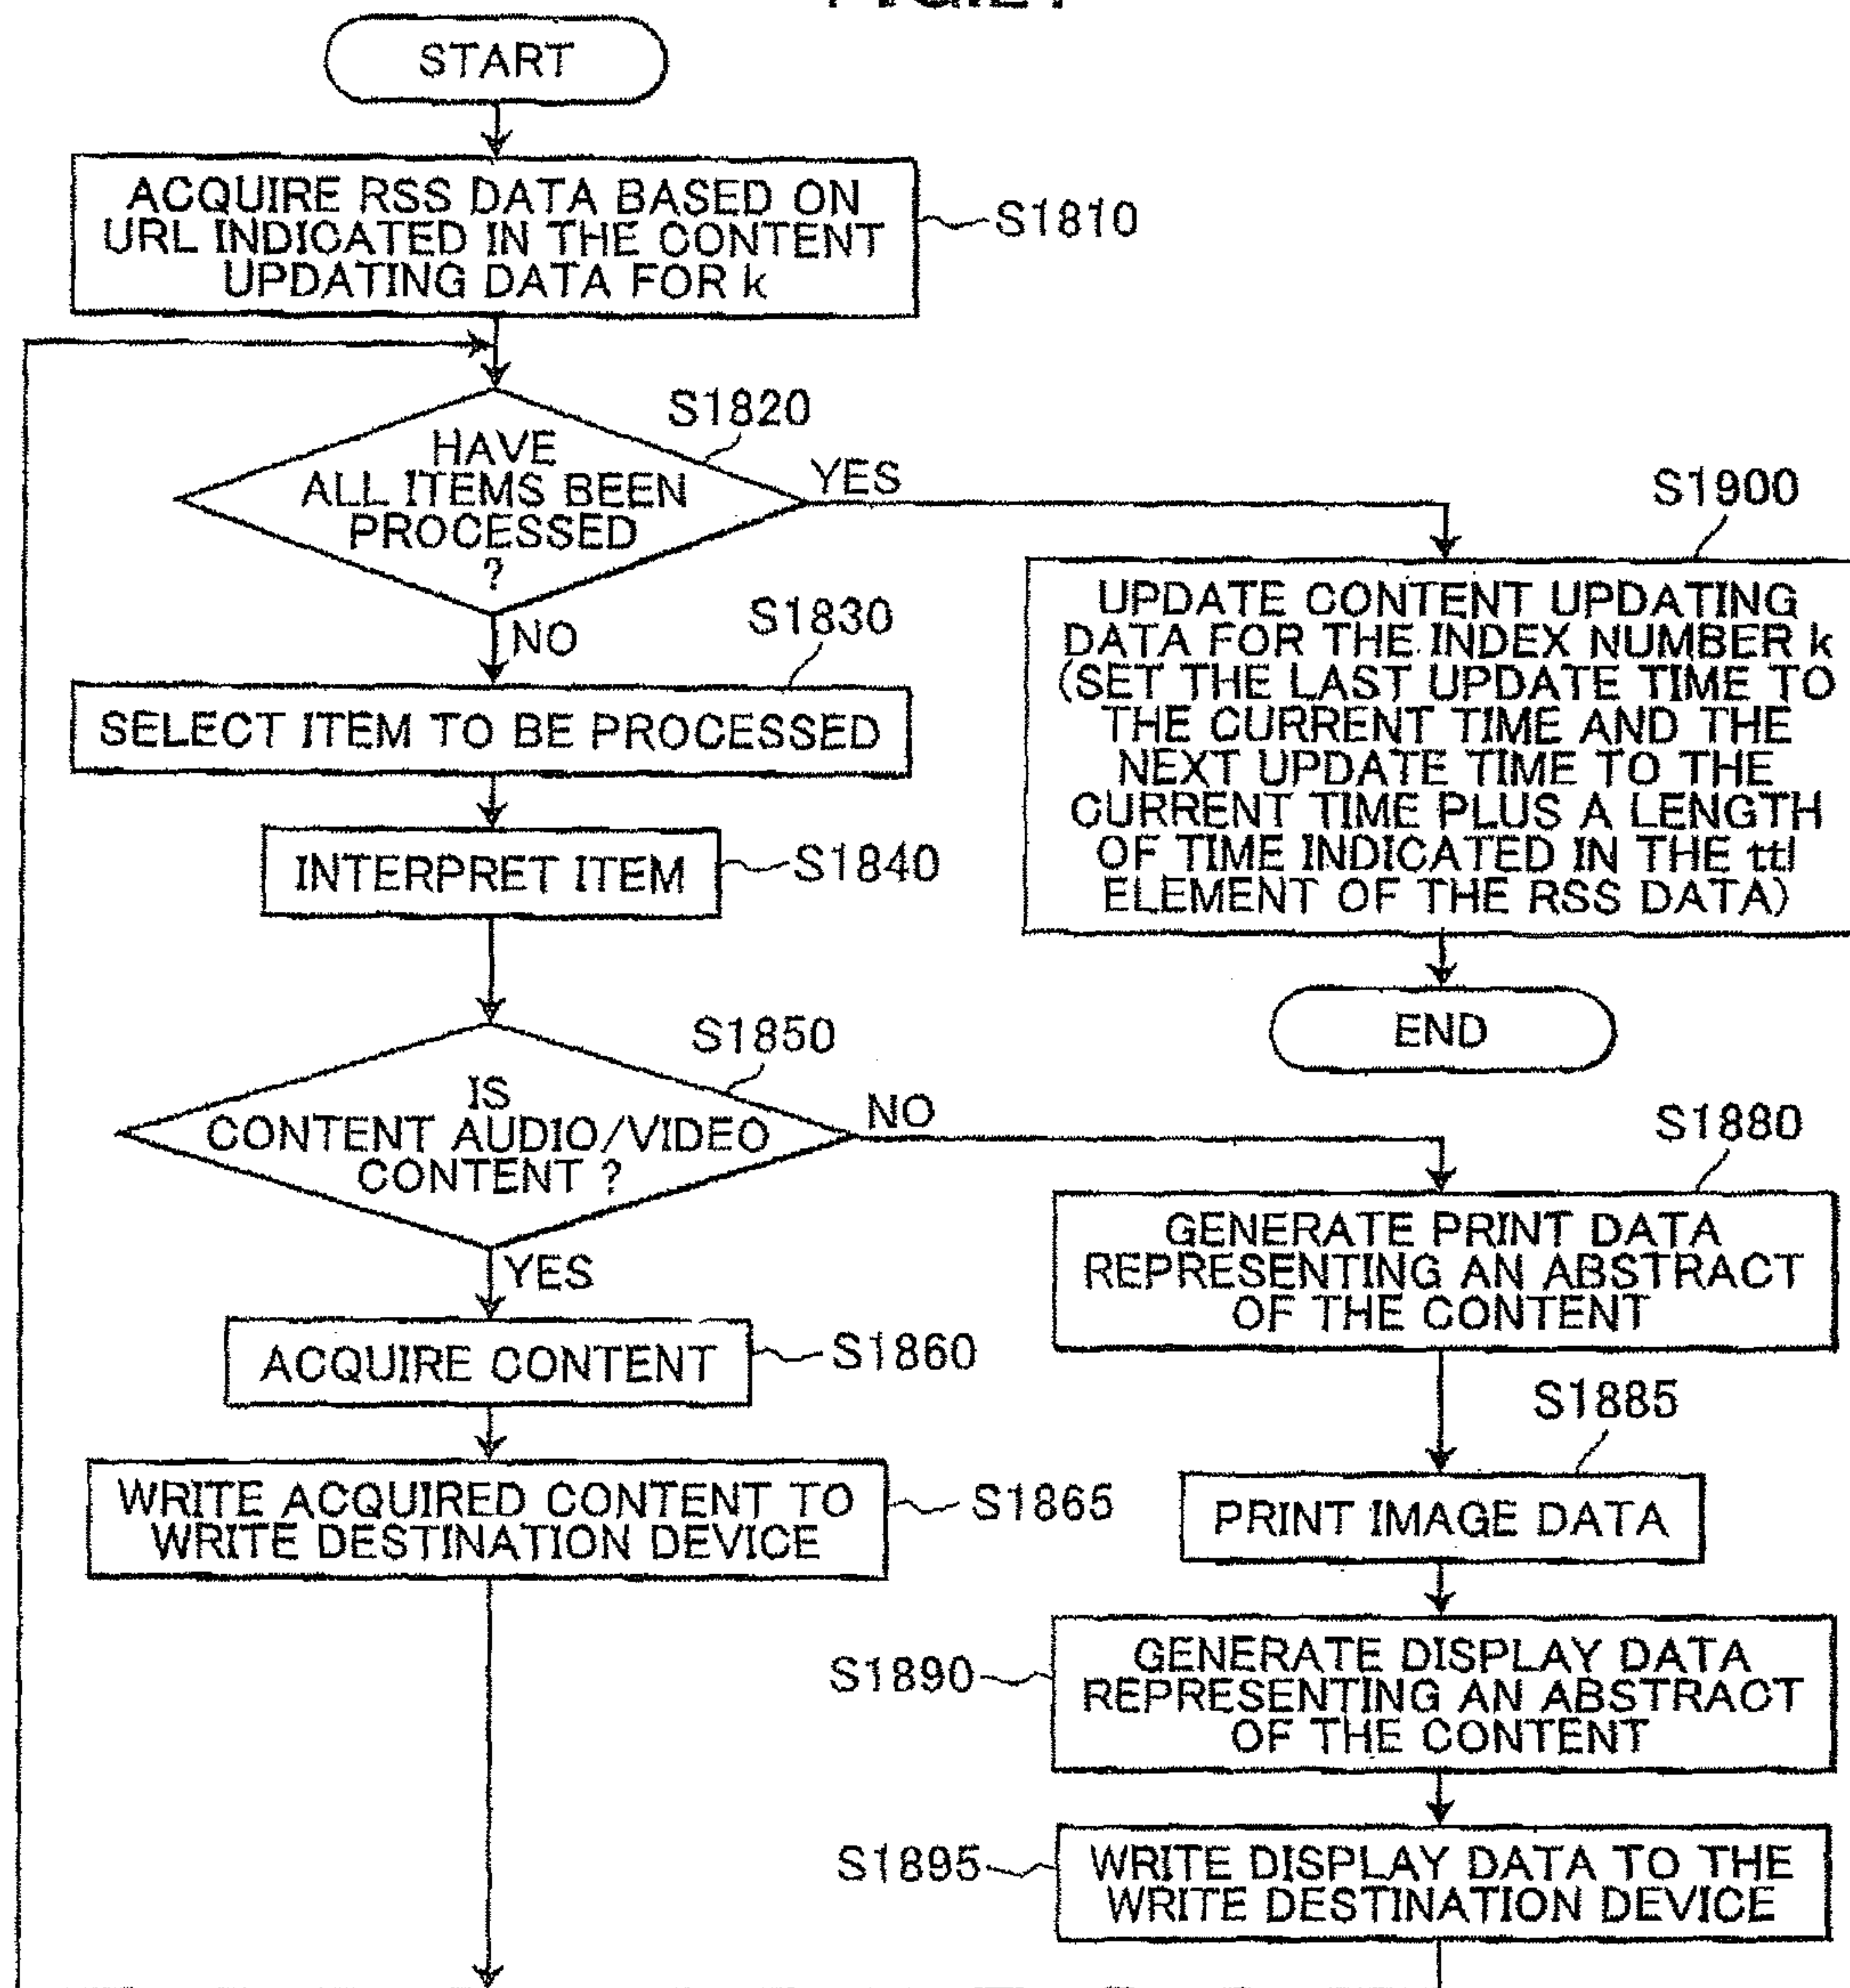 START
ACQUIRE RSS DATA BASED ON
URL INDICATED IN THE CONTENT
UPDATING DATA FOR k
S1810
S1820
HAVE
ALL ITEMS BEEN
PROCESSED
?
YES
NO
S1900
UPDATE CONTENT UPDATING
DATA FOR THE INDEX NUMBER k
(SET THE LAST UPDATE TIME TO
THE CURRENT TIME AND THE
NEXT UPDATE TIME TO THE
CURRENT TIME PLUS A LENGTH
OF TIME INDICATED IN THE ttl
ELEMENT OF THE RSS DATA)
END
S1830
SELECT ITEM TO BE PROCESSED
INTERPRET ITEM
S1840
S1850
IS
CONTENT AUDIO/VIDEO
CONTENT ?
NO
YES
S1860
ACQUIRE CONTENT
WRITE ACQUIRED CONTENT TO
WRITE DESTINATION DEVICE
S1865
S1880
GENERATE PRINT DATA
REPRESENTING AN ABSTRACT
OF THE CONTENT
S1885
PRINT IMAGE DATA
S1890
GENERATE DISPLAY DATA
REPRESENTING AN ABSTRACT
OF THE CONTENT
S1895
WRITE DISPLAY DATA TO THE
WRITE DESTINATION DEVICE